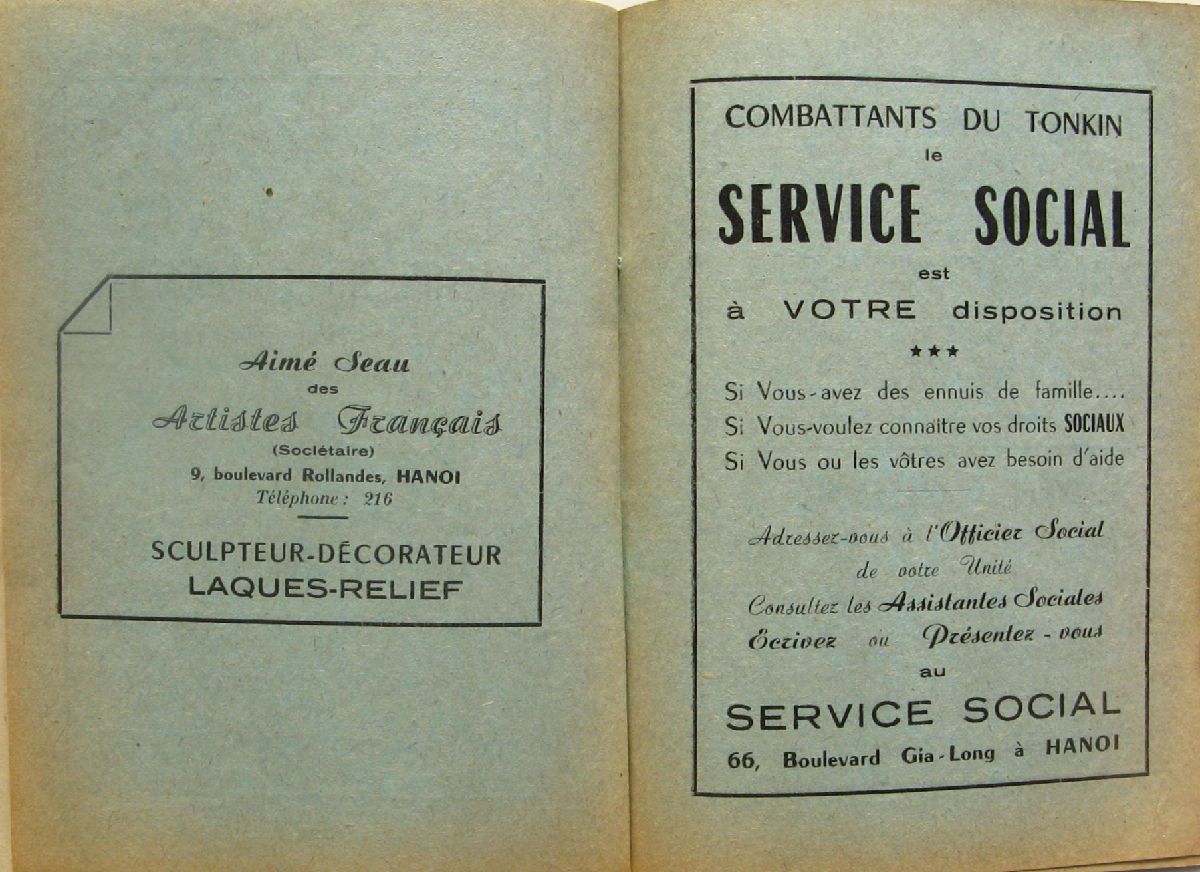 Aimé Seau
des
Artistes Français
(Sociétaire)
9, boulevard Rollandes, HANOI
Téléphone : 216
SCULPTEUR-DÉCORATEUR
LAQUES-RELIEF
COMBATTANTS DU TONKIN
le
SERVICE SOCIAL
est
à VOTRE disposition
★★★
Si Vous-avez des ennuis de famille....
Si Vous-voulez connaitre vos droits SOCIAUX
Si Vous ou les vôtres avez besoin d'aide
Adressez-vous à l'Officier Social
de votre Unité
Consultez les Assistantes Sociales
Écrivez ou Présentez-vous
au
SERVICE SOCIAL
66, Boulevard Gia-Long à HANOI